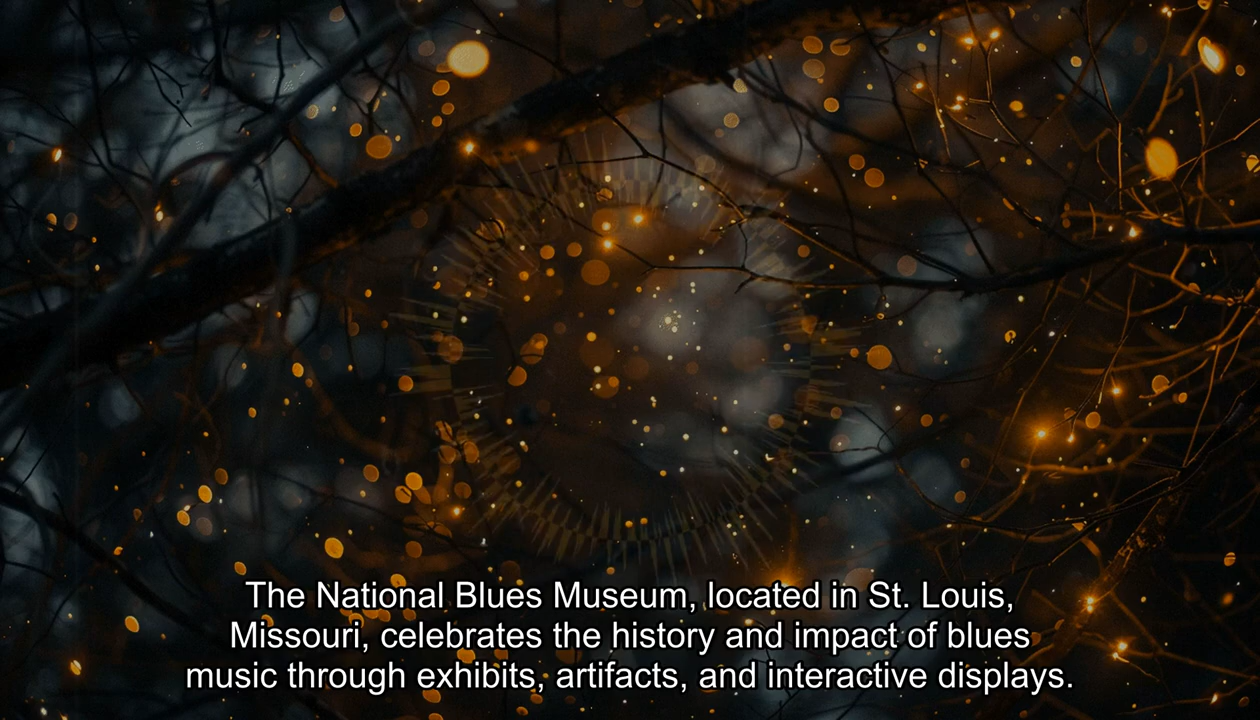 The National Blues Museum, located in St. Louis,
Missouri, celebrates the history and impact of blues
music through exhibits, artifacts, and interactive displays.